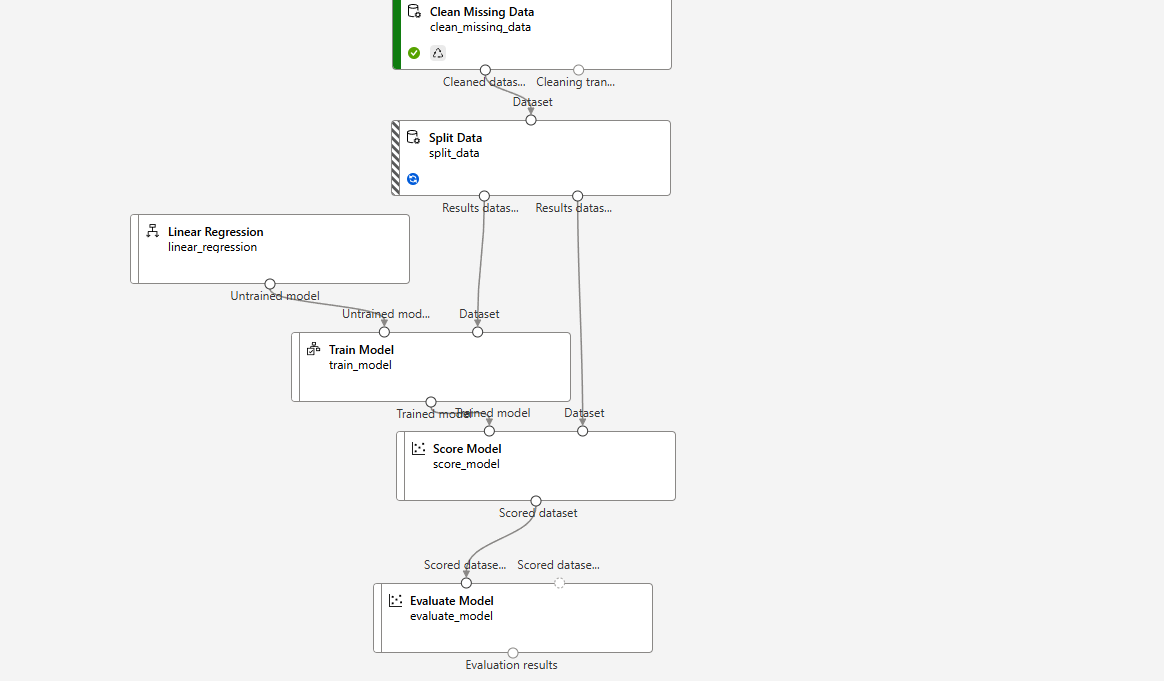 Clean Missing Data
clean_missing_data
Cleaned datas... Cleaning tran...
Dataset
Split Data
split_data
Results datas... Results datas...
Linear Regression
linear_regression
Untrained model
Untrained mod... Dataset
Train Model
train_model
Trained model Trained model Dataset
Score Model
score_model
Scored dataset
Scored datase... Scored datase...
Evaluate Model
evaluate_model
Evaluation results